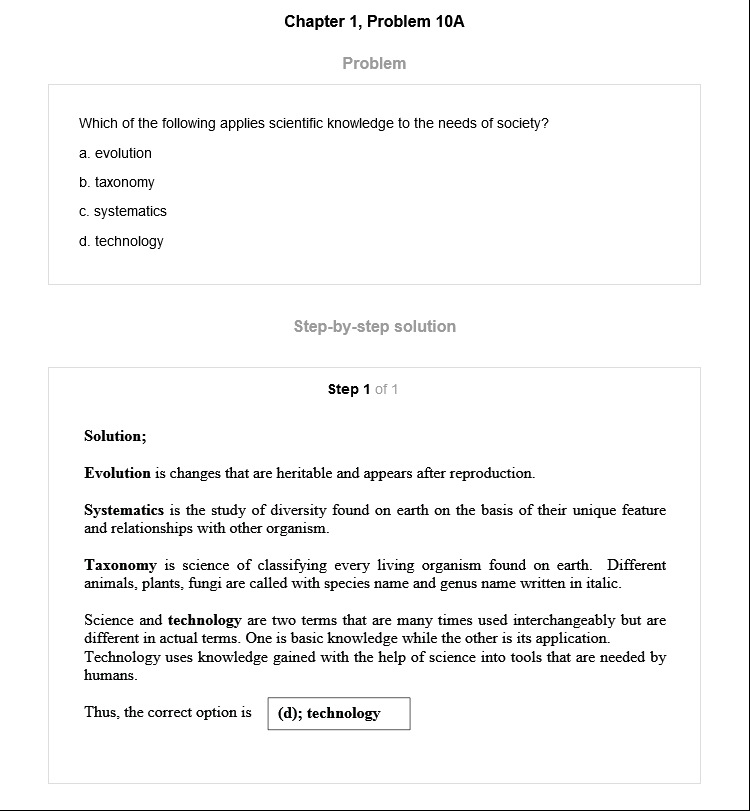 Chapter 1, Problem 10A
Problem
Which of the following applies scientific knowledge to the needs of society?
a. evolution
b. taxonomy
c. systematics
d. technology
Step-by-step solution
Step 1 of 1
Solution;
Evolution is changes that are heritable and appears after reproduction.
Systematics is the study of diversity found on earth on the basis of their unique feature
and relationships with other organism.
Taxonomy is science of classifying every living organism found on earth. Different
animals, plants, fungi are called with species name and genus name written in italic.
Science and technology are two terms that are many times used interchangeably but are
different in actual terms. One is basic knowledge while the other is its application.
Technology uses knowledge gained with the help of science into tools that are needed by
humans.
Thus, the correct option is (d); technology